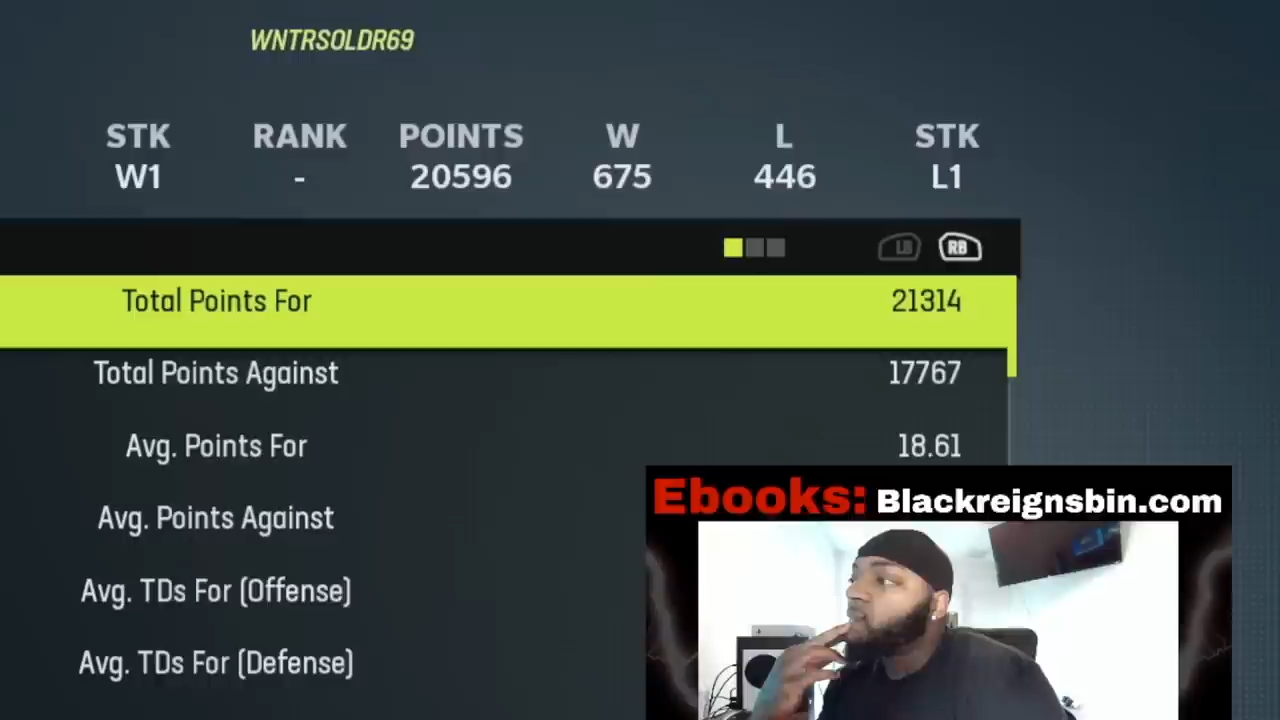 WNTRSOLDR69
STK RANK POINTS W L STK
W1 - 20596 675 446 L1
LB RB
Total Points For 21314
Total Points Against 17767
Avg. Points For 18.61
Avg. Points Against
Avg. TDs For (Offense)
Avg. TDs For (Defense)
Ebooks: Blackreignsbin.com